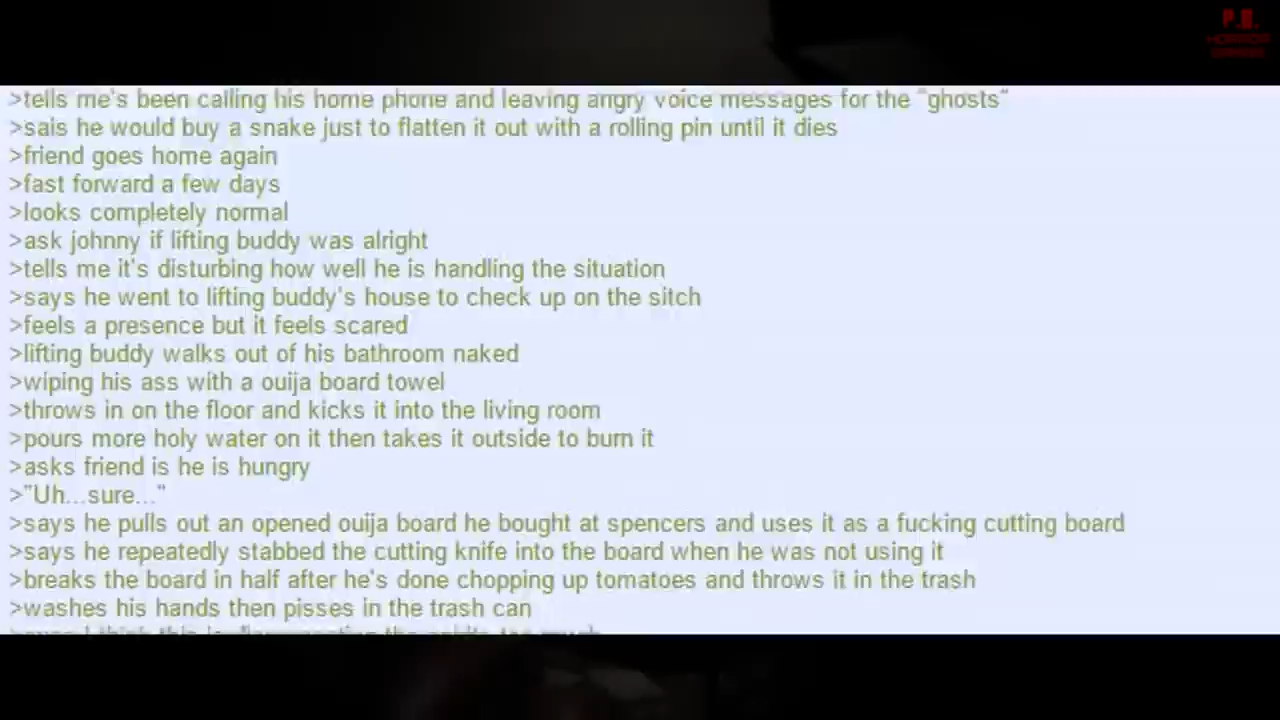 P.B.
HORROR
>tells me's been calling his home phone and leaving angry voice messages for the "ghosts"
>sais he would buy a snake just to flatten it out with a rolling pin until it dies
>friend goes home again
>fast forward a few days
>looks completely normal
>ask johnny if lifting buddy was alright
>tells me it's disturbing how well he is handling the situation
>says he went to lifting buddy's house to check up on the sitch
>feels a presence but it feels scared
>lifting buddy walks out of his bathroom naked
>wiping his ass with a ouija board towel
>throws in on the floor and kicks it into the living room
>pours more holy water on it then takes it outside to burn it
>asks friend is he is hungry
>"Uh...sure..."
>says he pulls out an opened ouija board he bought at spencers and uses it as a fucking cutting board
>says he repeatedly stabbed the cutting knife into the board when he was not using it
>breaks the board in half after he's done chopping up tomatoes and throws it in the trash
>washes his hands then pisses in the trash can